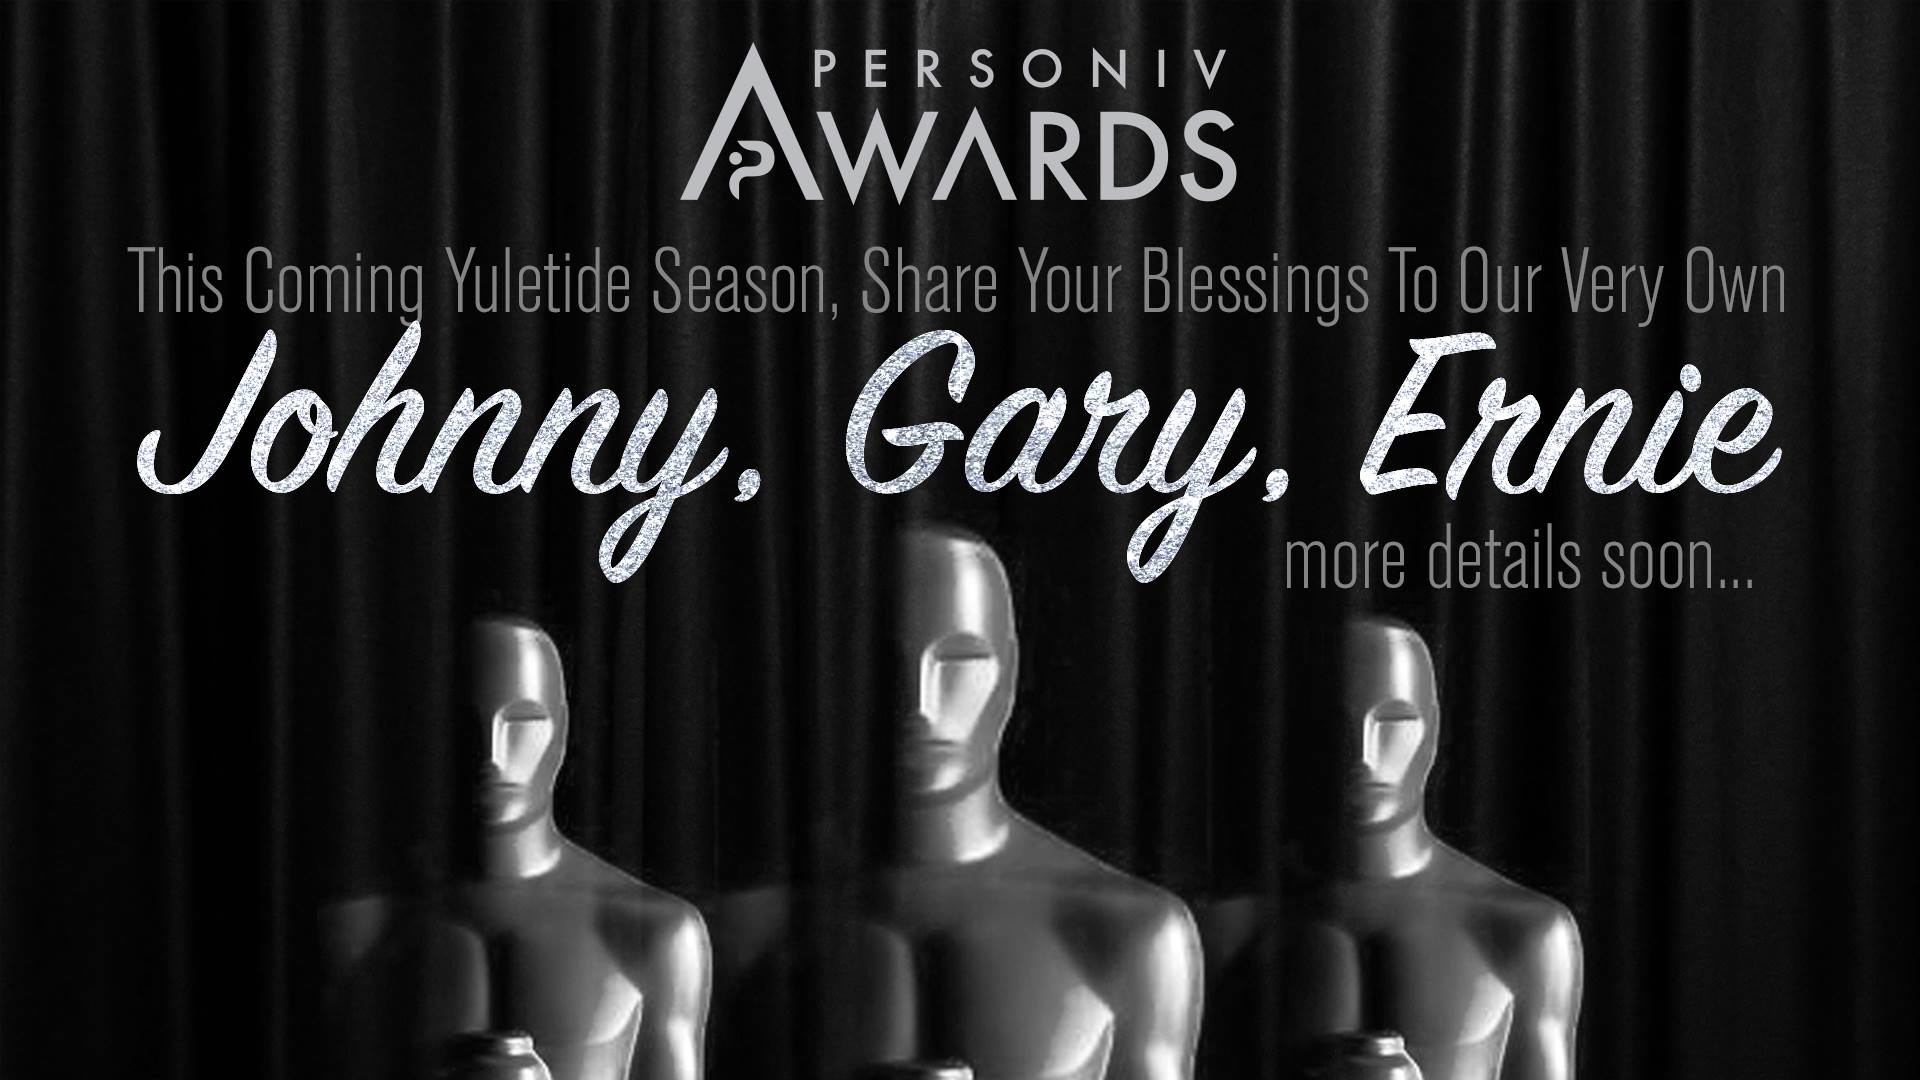 PERSONIV
AWARDS
This Coming Yuletide Season, Share Your Blessings To Our Very Own
Johnny, Gary, Ernie
more details soon...